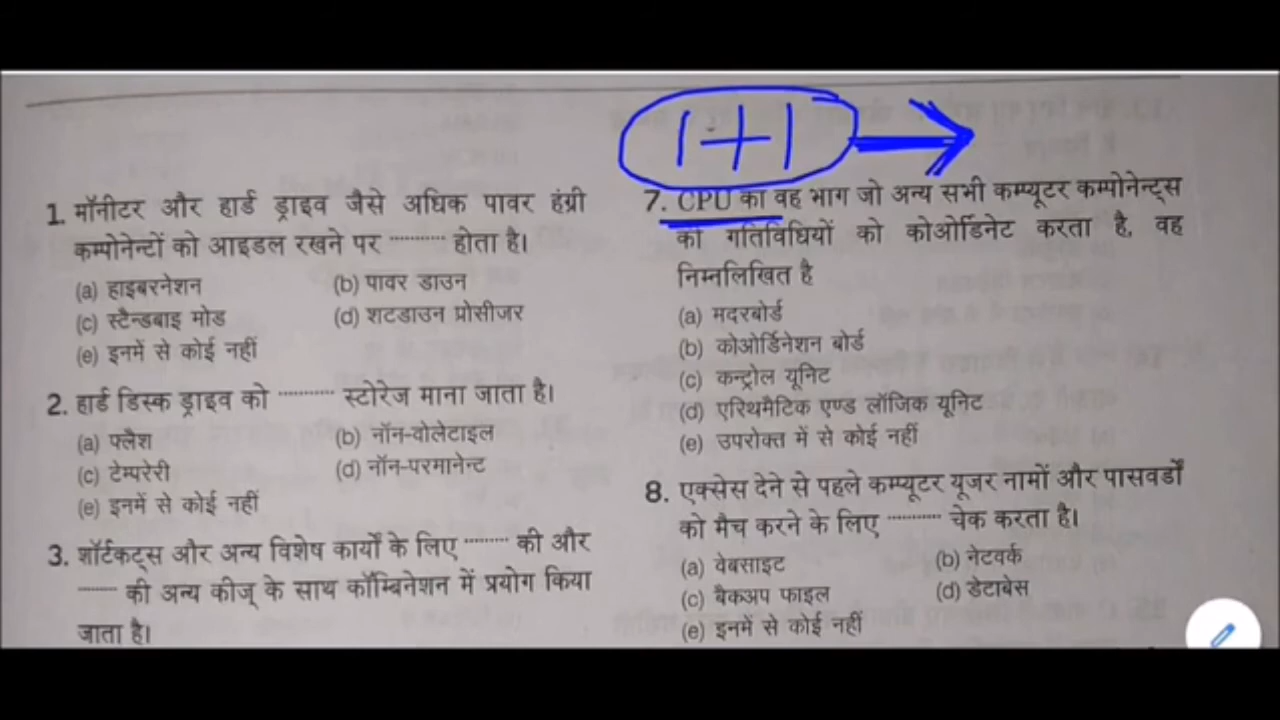 1. मॉनीटर और हार्ड ड्राइव जैसे अधिक पावर हंग्री
कम्पोनेन्टों को आइडल रखने पर ---------- होता है।
(a) हाइबरनेशन (b) पावर डाउन
(c) स्टैन्डबाइ मोड (d) शटडाउन प्रोसीजर
(e) इनमें से कोई नहीं
2. हार्ड डिस्क ड्राइव को ---------- स्टोरेज माना जाता है।
(a) फ्लैश (b) नॉन-वोलेटाइल
(c) टेम्परेरी (d) नॉन-परमानेन्ट
(e) इनमें से कोई नहीं
3. शॉर्टकट्स और अन्य विशेष कार्यों के लिए --------- की और
-------- की अन्य कीज् के साथ कॉम्बिनेशन में प्रयोग किया
जाता है।
1+1
7. CPU का वह भाग जो अन्य सभी कम्प्यूटर कम्पोनेन्ट्स
की गतिविधियों को कोओर्डिनेट करता है, वह
निम्नलिखित है
(a) मदरबोर्ड
(b) कोओर्डिनेशन बोर्ड
(c) कन्ट्रोल यूनिट
(d) एरिथमैटिक एण्ड लॉजिक यूनिट
(e) उपरोक्त में से कोई नहीं
8. एक्सेस देने से पहले कम्प्यूटर यूजर नामों और पासवर्डों
को मैच करने के लिए ---------- चेक करता है।
(a) वेबसाइट (b) नेटवर्क
(c) बैकअप फाइल (d) डेटाबेस
(e) इनमें से कोई नहीं